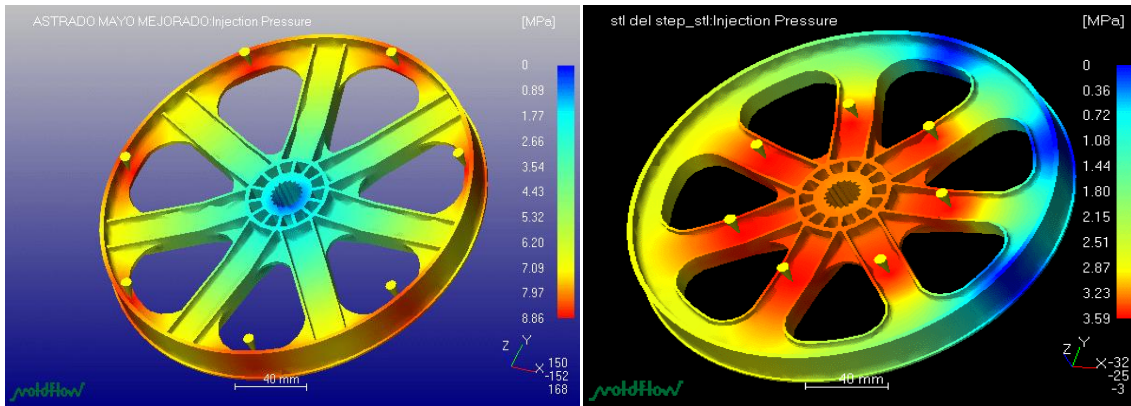 ASTRADO MAYO MEJORADO:Injection Pressure
[MPa]
0
0.89
1.77
2.66
3.54
4.43
5.32
6.20
7.09
7.97
8.86
Z
Y
X
150
-152
168
40 mm
moldflow
stl del step_stl:Injection Pressure
[MPa]
0
0.36
0.72
1.08
1.44
1.80
2.15
2.51
2.87
3.23
3.59
Z
Y
X
-32
-25
-3
40 mm
moldflow